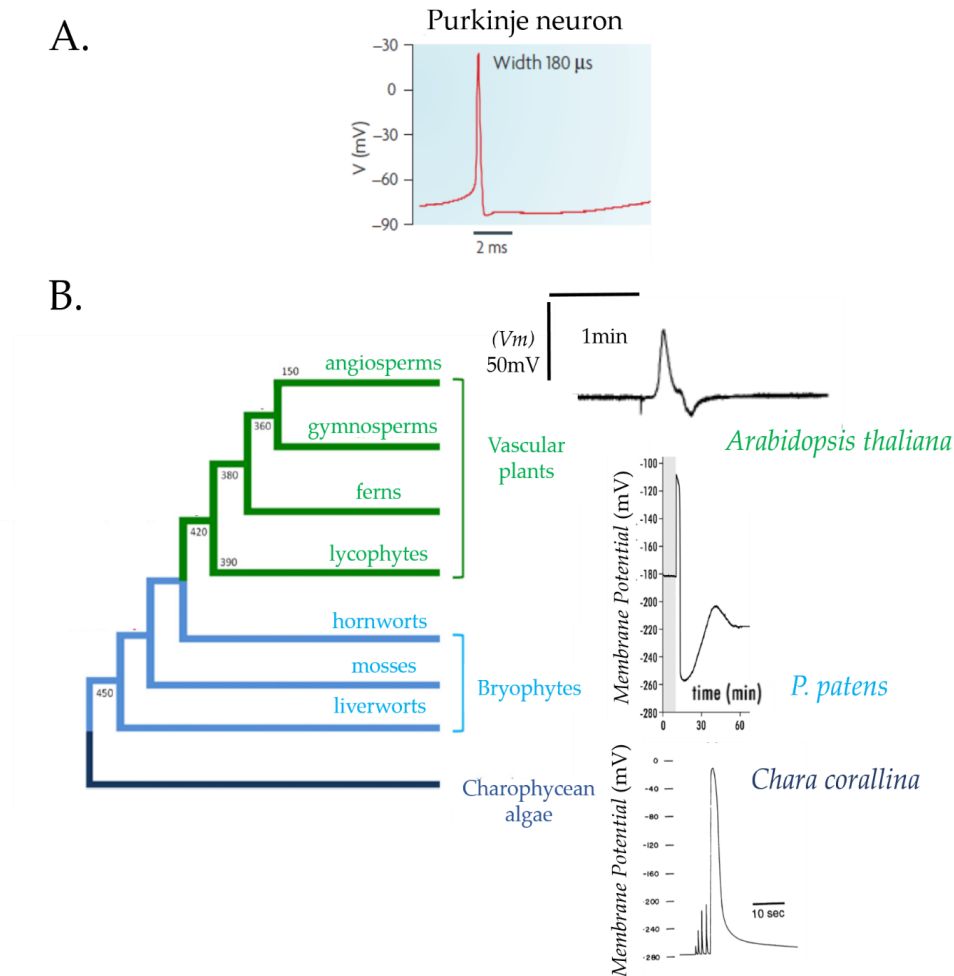 A.
Purkinje neuron
Width 180 µs
V (mV)
–30
0
–30
–60
–90
2 ms
B.
(Vm)
50mV
1min
Arabidopsis thaliana
angiosperms
150
gymnosperms
360
ferns
380
lycophytes
420
390
Vascular
plants
hornworts
mosses
liverworts
450
Bryophytes
Charophycean
algae
Membrane Potential (mV)
-100
-120
-140
-160
-180
-200
-220
-240
-260
-280
0
30
60
time (min)
P. patens
Membrane Potential (mV)
0
-40
-80
-120
-160
-200
-240
-280
10 sec
Chara corallina